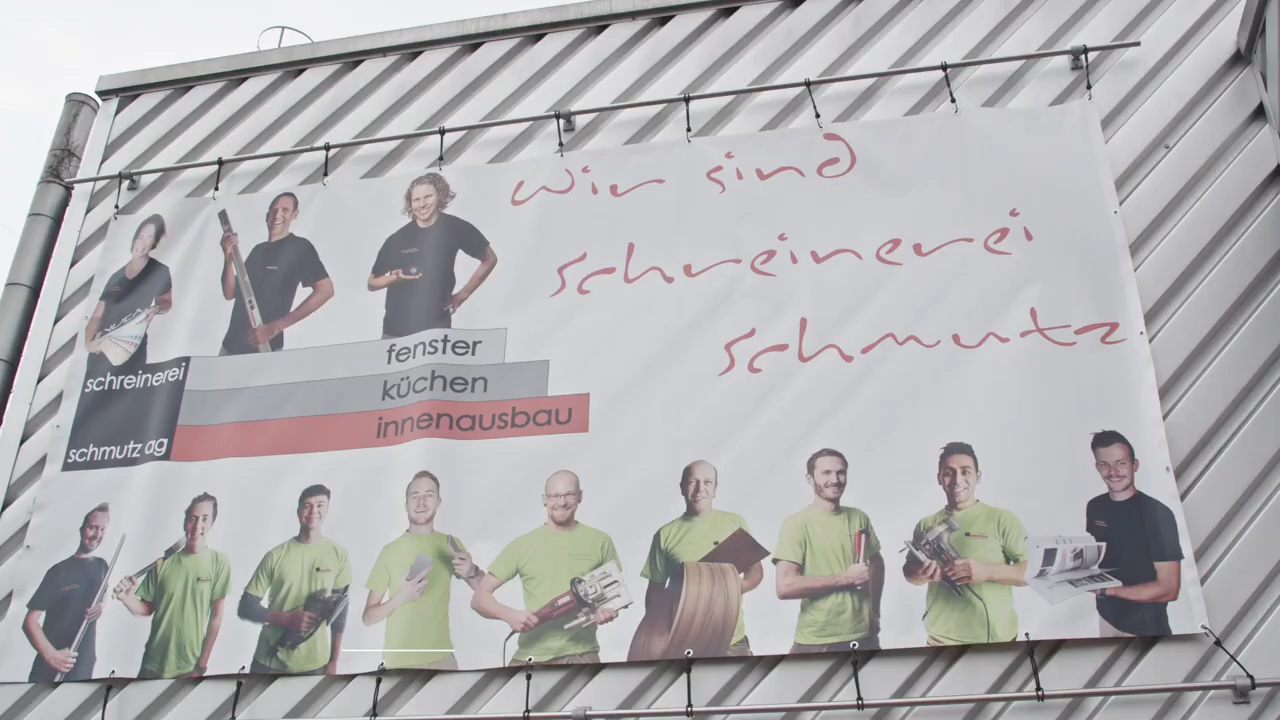 wir sind
schreinerei
schmutz
fenster
schreinerei
küchen
innenausbau
schmutz ag